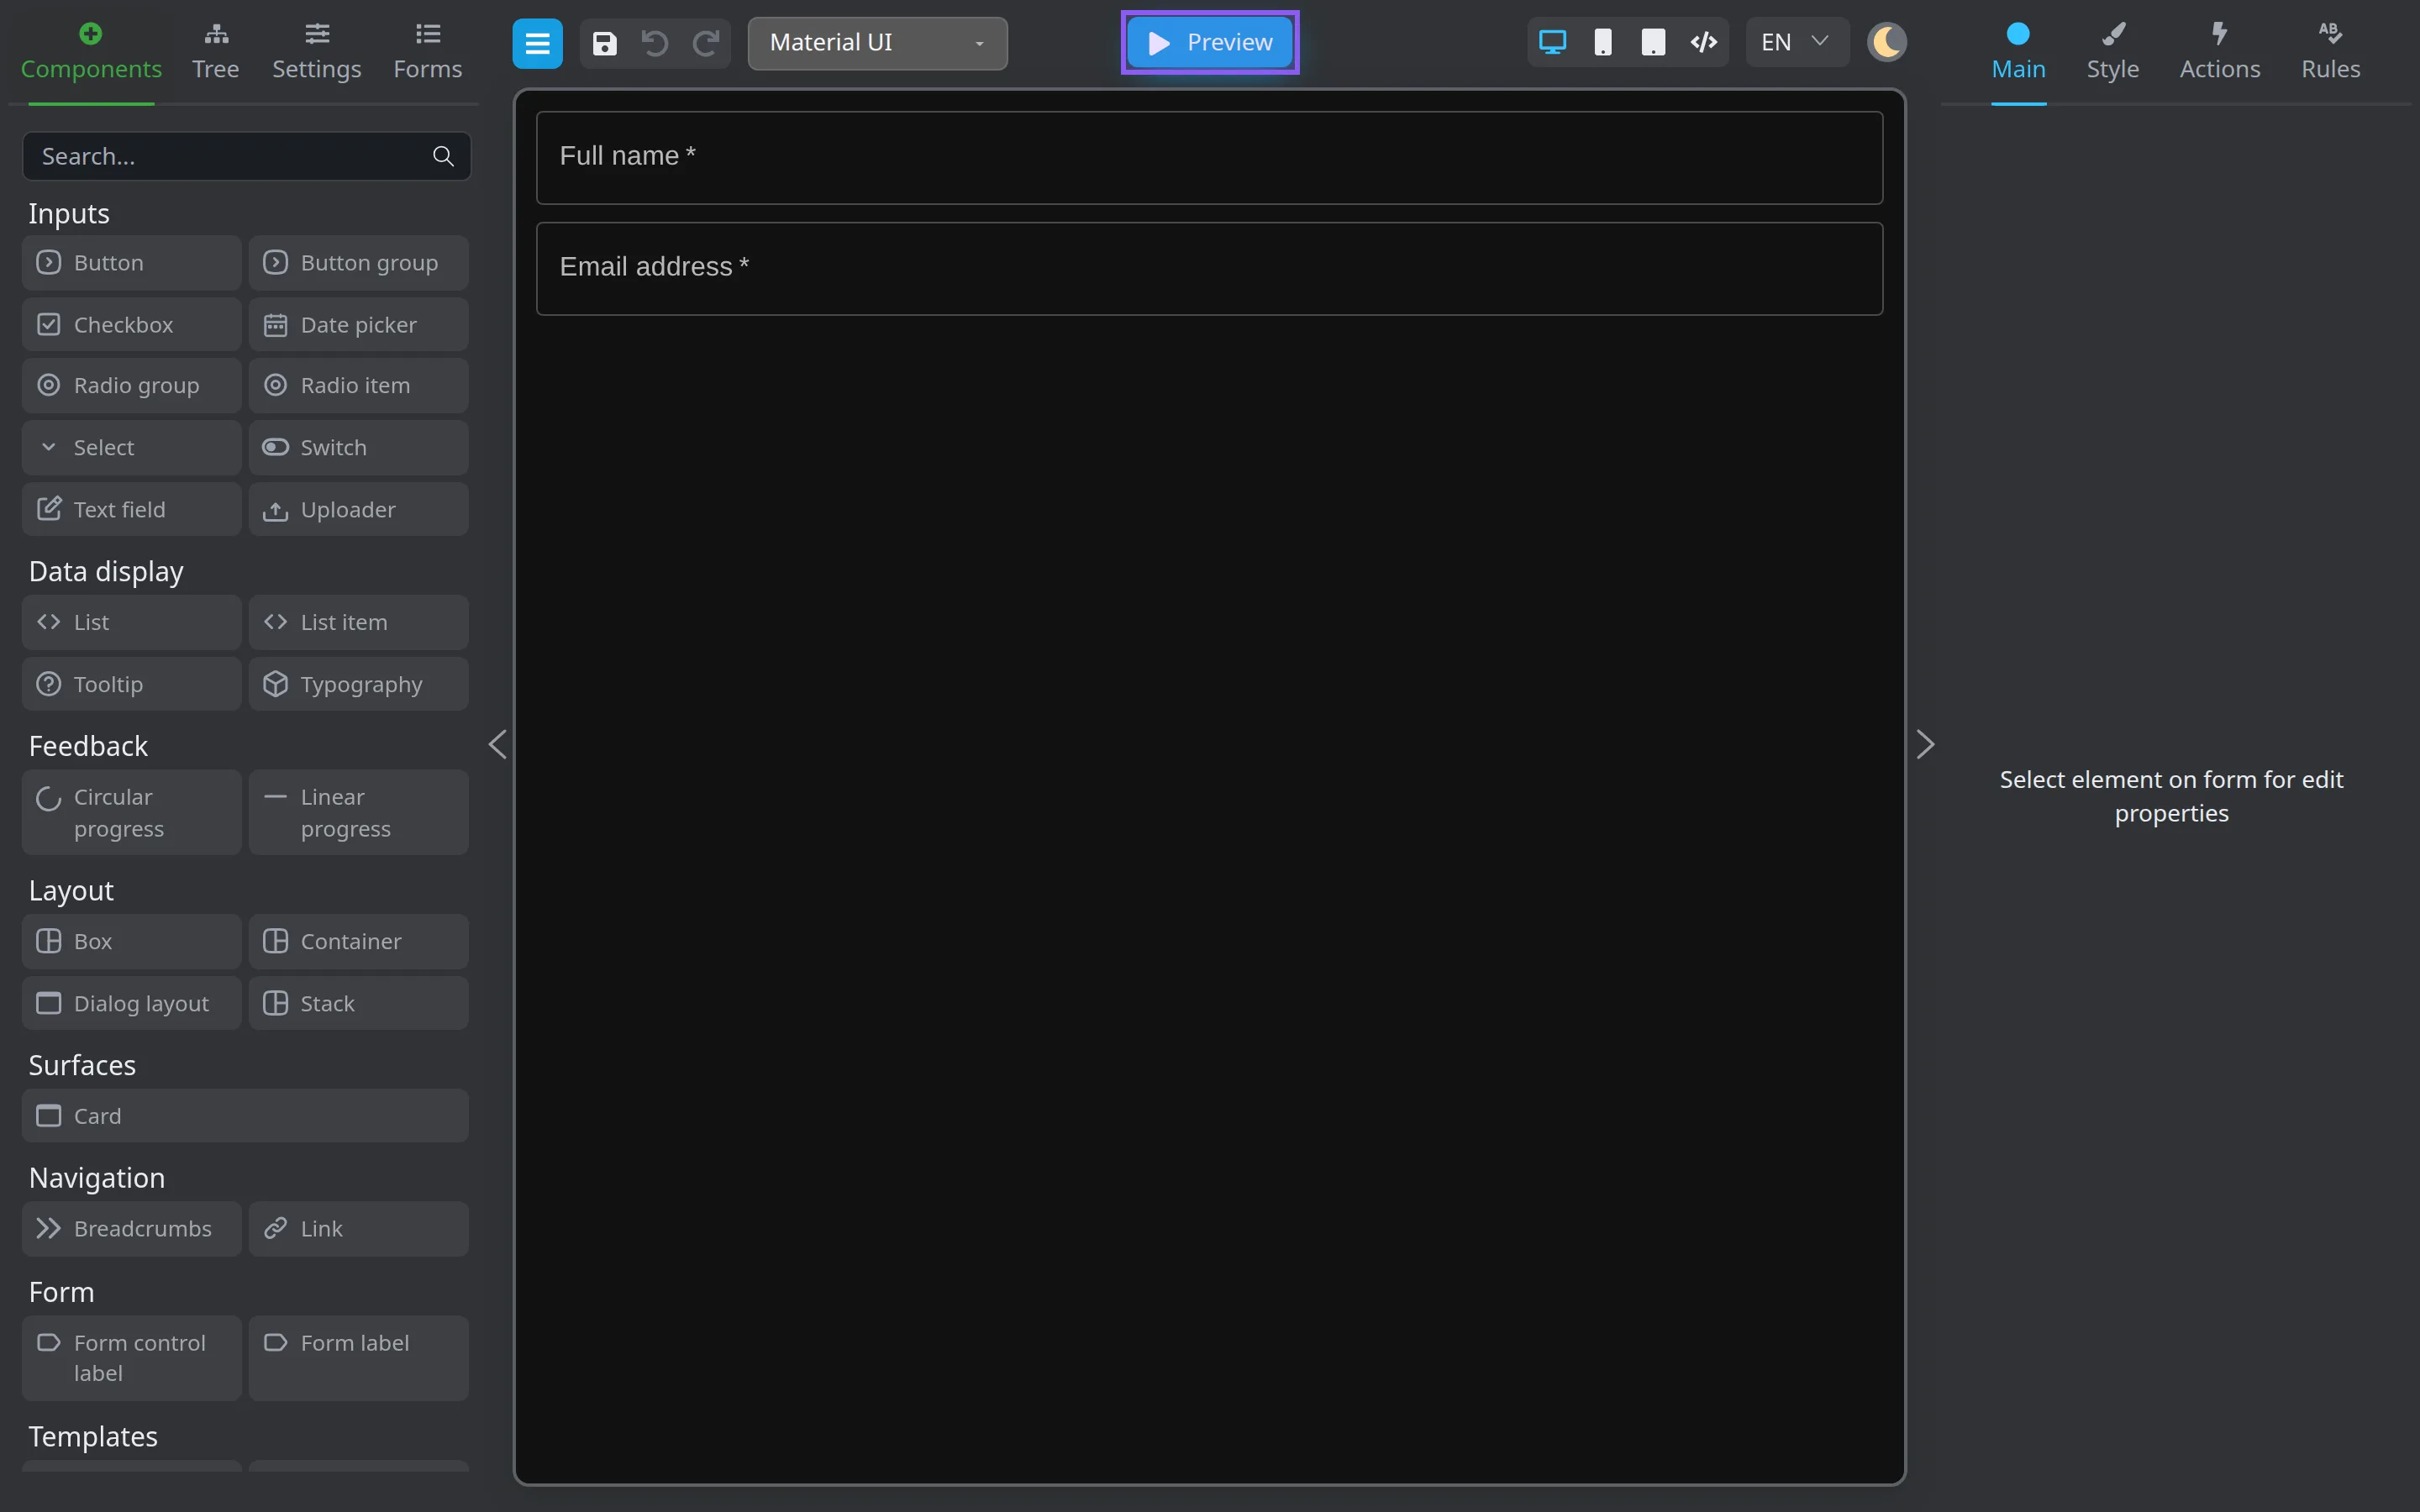 Components
Tree
Settings
Forms
Material UI
Preview
EN
Main
Style
Actions
AB
Rules
Search...
Inputs
Button
Button group
Checkbox
Date picker
Radio group
Radio item
Select
Switch
Text field
Uploader
Data display
List
List item
Tooltip
Typography
Feedback
Circular
progress
Linear
progress
Layout
Box
Container
Dialog layout
Stack
Surfaces
Card
Navigation
Breadcrumbs
Link
Form
Form control
label
Form label
Templates
Full name *
Email address *
Select element on form for edit
properties